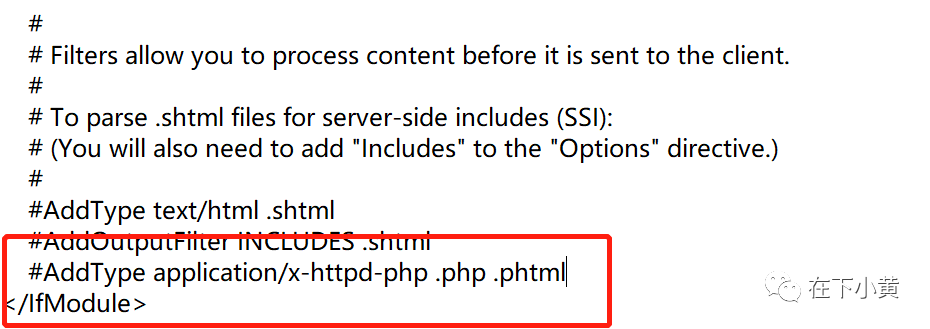 #
# Filters allow you to process content before it is sent to the client.
#
# To parse .shtml files for server-side includes (SSI):
# (You will also need to add "Includes" to the "Options" directive.)
#
#AddType text/html .shtml
#AddOutputFilter INCLUDES .shtml
#AddType application/x-httpd-php .php .phtml
</IfModule>
在下小黄